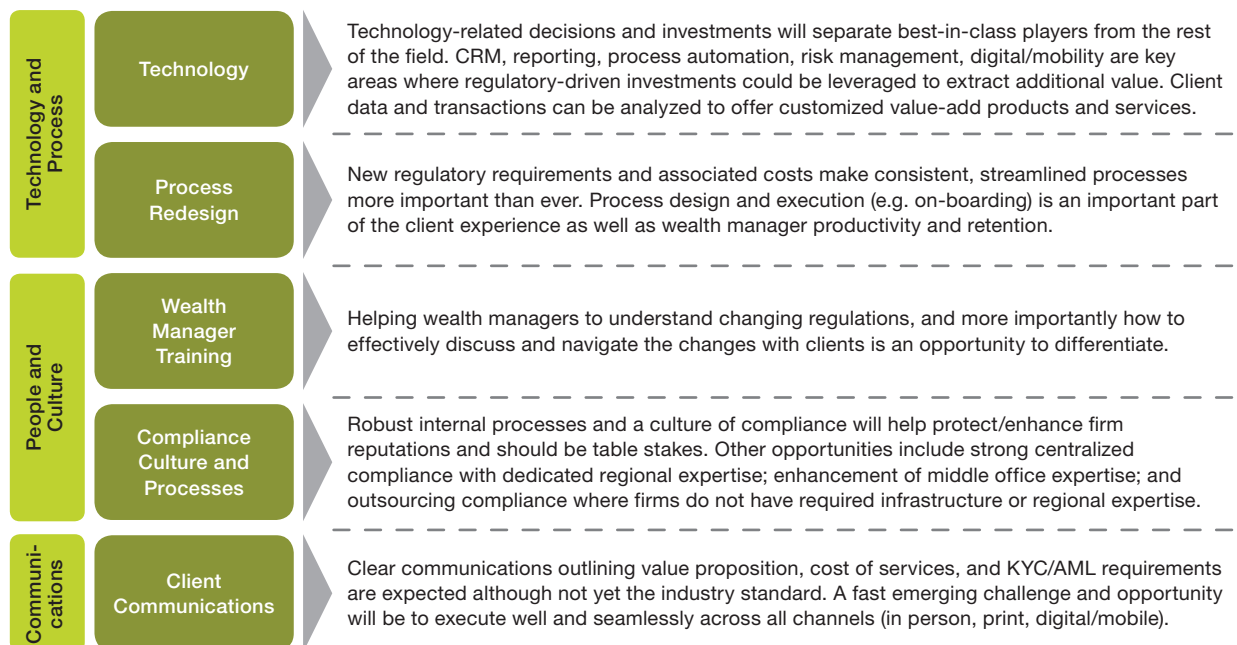 Technology and
Process
Technology
Technology-related decisions and investments will separate best-in-class players from the rest
of the field. CRM, reporting, process automation, risk management, digital/mobility are key
areas where regulatory-driven investments could be leveraged to extract additional value. Client
data and transactions can be analyzed to offer customized value-add products and services.
Process
Redesign
New regulatory requirements and associated costs make consistent, streamlined processes
more important than ever. Process design and execution (e.g. on-boarding) is an important part
of the client experience as well as wealth manager productivity and retention.
People and
Culture
Wealth
Manager
Training
Helping wealth managers to understand changing regulations, and more importantly how to
effectively discuss and navigate the changes with clients is an opportunity to differentiate.
Compliance
Culture and
Processes
Robust internal processes and a culture of compliance will help protect/enhance firm
reputations and should be table stakes. Other opportunities include strong centralized
compliance with dedicated regional expertise; enhancement of middle office expertise; and
outsourcing compliance where firms do not have required infrastructure or regional expertise.
Communi-
cations
Client
Communications
Clear communications outlining value proposition, cost of services, and KYC/AML requirements
are expected although not yet the industry standard. A fast emerging challenge and opportunity
will be to execute well and seamlessly across all channels (in person, print, digital/mobile).